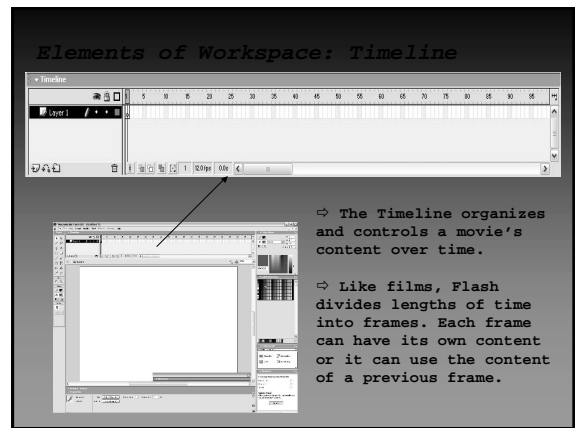 Elements of Workspace: Timeline
Timeline
5 10 15 20 25 30 35 40 45 50 55 60 65 70 75 80 85 90 95
Layer 1
1 12.0 fps 0.0s
⇨ The Timeline organizes
and controls a movie's
content over time.
⇨ Like films, Flash
divides lengths of time
into frames. Each frame
can have its own content
or it can use the content
of a previous frame.